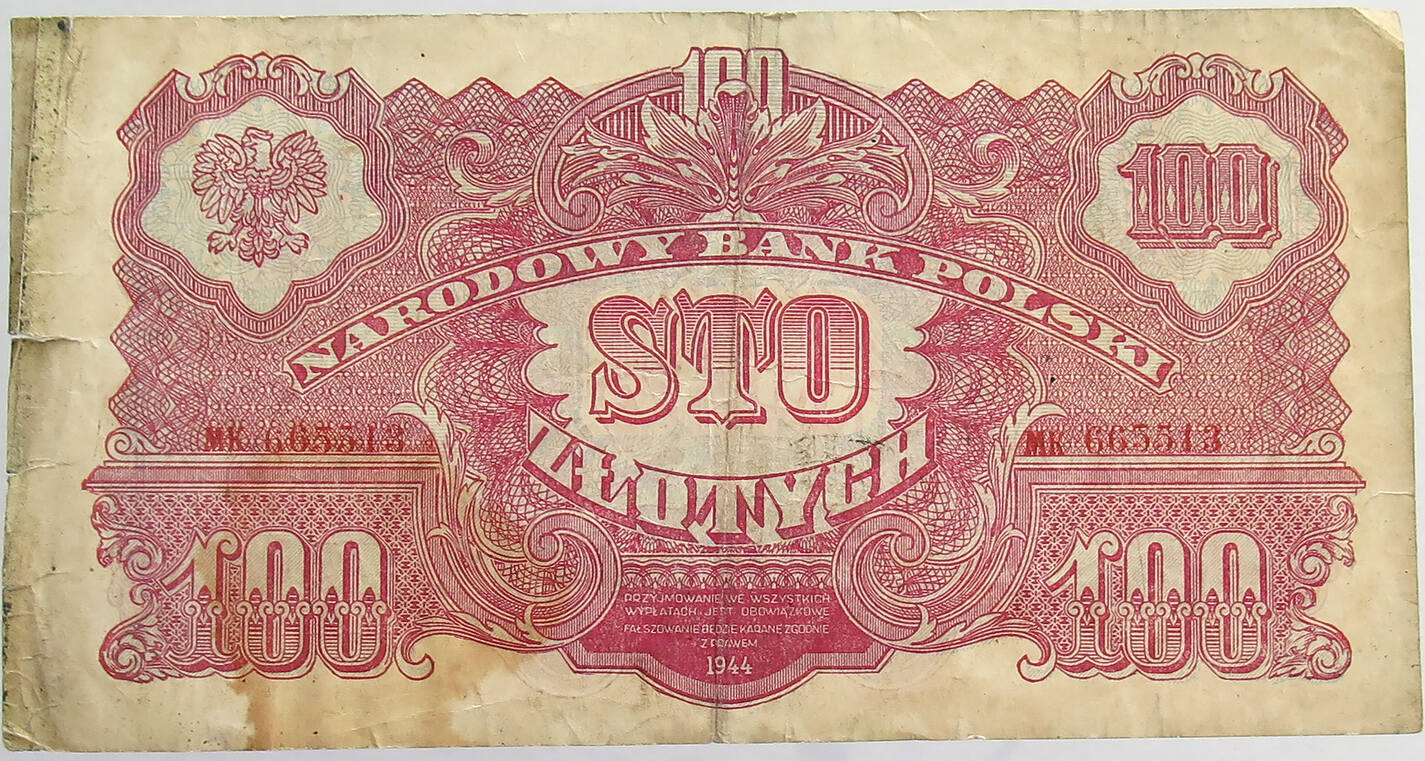 100
100
NARODOWY BANK POLSKI
STO
ZŁOTYCH
MK 665513
MK 665513
100
100
PRZYJMOWANIE WE WSZYSTKICH
WYPŁATACH JEST OBOWIĄZKOWE
FAŁSZOWANIE BĘDZIE KARANE ZGODNIE
Z PRAWEM
1944